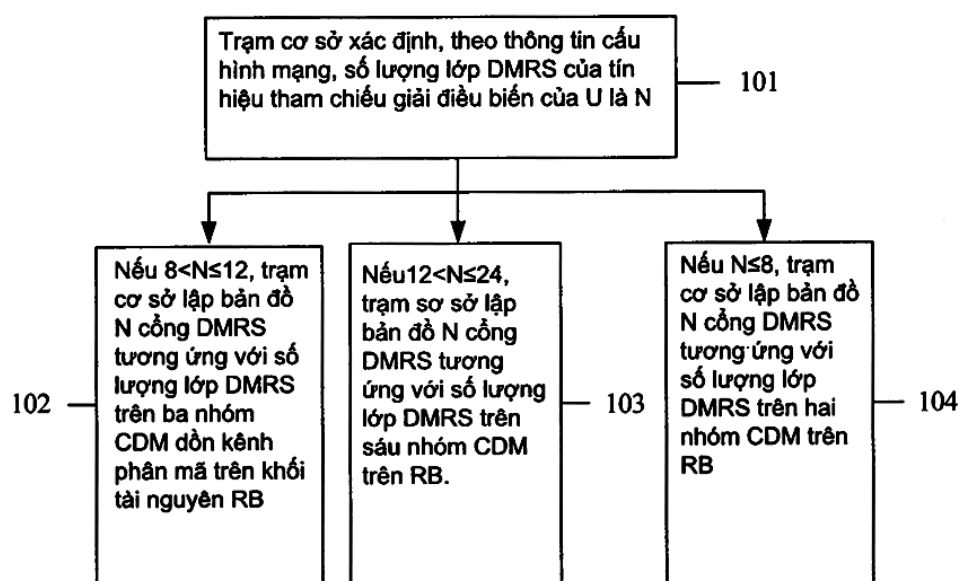 Trạm cơ sở xác định, theo thông tin cấu
hình mạng, số lượng lớp DMRS của tín
hiệu tham chiếu giải điều biến của U là N
101
Nếu 8<N≤12, trạm
cơ sở lập bản đồ
N cổng DMRS
tương ứng với số
lượng lớp DMRS
trên ba nhóm
CDM dồn kênh
phân mã trên khối
tài nguyên RB
102
Nếu12<N≤24,
trạm sơ sở lập
bản đồ N cổng
DMRS tương
ứng với số lượng
lớp DMRS trên
sáu nhóm CDM
trên RB.
103
Nếu N≤8, trạm
cơ sở lập bản đồ
N cổng DMRS
tương ứng với
số lượng lớp
DMRS trên hai
nhóm CDM trên
RB
104